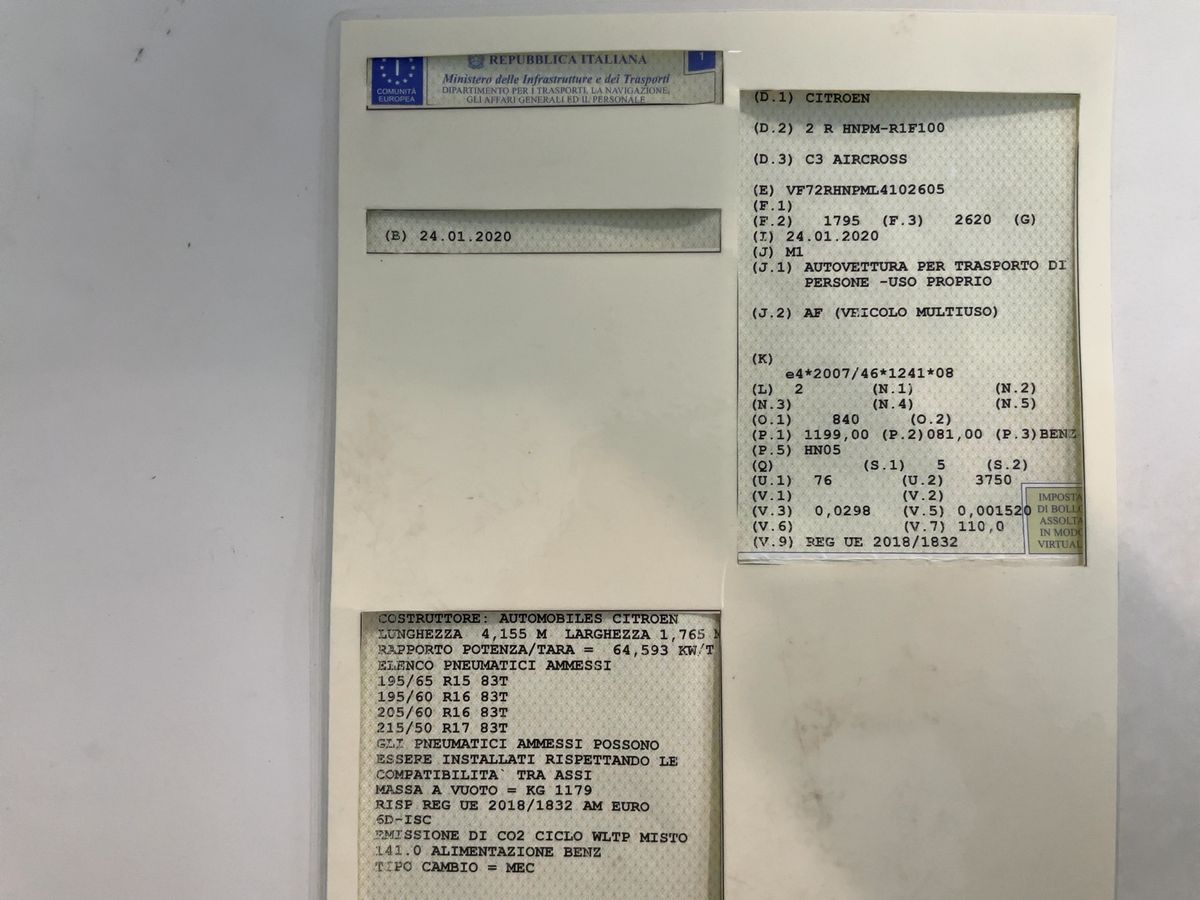 COMUNITÀ
EUROPEA
REPUBBLICA ITALIANA
Ministero delle Infrastrutture e dei Trasporti
DIPARTIMENTO PER I TRASPORTI, LA NAVIGAZIONE,
GLI AFFARI GENERALI ED IL PERSONALE
1
(B) 24.01.2020
(D.1) CITROEN
(D.2) 2 R HNPM-R1F100
(D.3) C3 AIRCROSS
(E) VF72RHNPML4102605
(F.1)
(F.2) 1795 (F.3) 2620 (G)
(I) 24.01.2020
(J) M1
(J.1) AUTOVETTURA PER TRASPORTO DI
PERSONE -USO PROPRIO
(J.2) AF (VEICOLO MULTIUSO)
(K)
e4*2007/46*1241*08
(L) 2 (N.1) (N.2)
(N.3) (N.4) (N.5)
(O.1) 840 (O.2)
(P.1) 1199,00 (P.2)081,00 (P.3)BENZ
(P.5) HN05
(Q) (S.1) 5 (S.2)
(U.1) 76 (U.2) 3750
(V.1) (V.2)
(V.3) 0,0298 (V.5) 0,001520
(V.6) (V.7) 110,0
(V.9) REG UE 2018/1832
IMPOSTA
DI BOLLO
ASSOLTA
IN MODO
VIRTUAL
COSTRUTTORE: AUTOMOBILES CITROEN
LUNGHEZZA 4,155 M LARGHEZZA 1,765 M
RAPPORTO POTENZA/TARA = 64,593 KW/T
ELENCO PNEUMATICI AMMESSI
195/65 R15 83T
195/60 R16 83T
205/60 R16 83T
215/50 R17 83T
GLI PNEUMATICI AMMESSI POSSONO
ESSERE INSTALLATI RISPETTANDO LE
COMPATIBILITA` TRA ASSI
MASSA A VUOTO = KG 1179
RISP REG UE 2018/1832 AM EURO
6D-ISC
EMISSIONE DI CO2 CICLO WLTP MISTO
141.0 ALIMENTAZIONE BENZ
TIPO CAMBIO = MEC